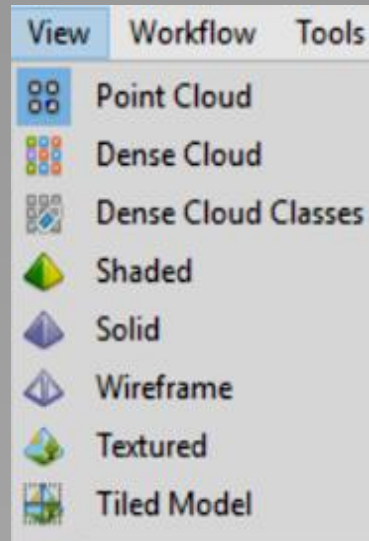 View Workflow Tools
Point Cloud
Dense Cloud
Dense Cloud Classes
Shaded
Solid
Wireframe
Textured
Tiled Model